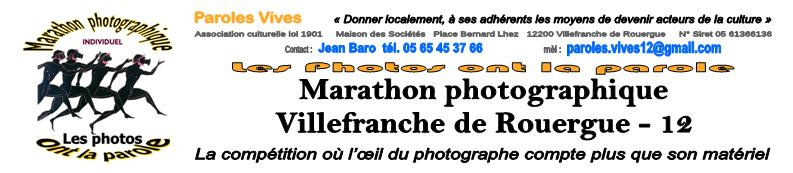 Marathon photographique
INDIVIDUEL
Les photos
ont la parole
Paroles Vives « Donner localement, à ses adhérents les moyens de devenir acteurs de la culture »
Association culturelle loi 1901 Maison des Sociétés Place Bernard Lhez 12200 Villefranche de Rouergue N° Siret 05 61366136
Contact : Jean Baro tél. 05 65 45 37 66 mèl : paroles.vives12@gmail.com
Les Photos ont la parole
Marathon photographique
Villefranche de Rouergue - 12
La compétition où l'œil du photographe compte plus que son matériel